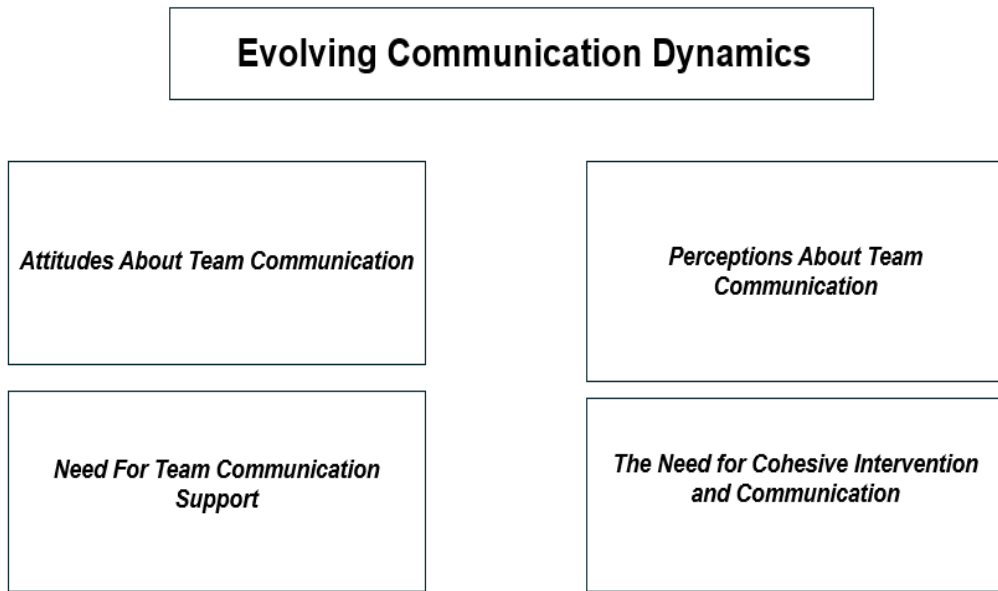 Evolving Communication Dynamics
Attitudes About Team Communication
Perceptions About Team
Communication
Need For Team Communication
Support
The Need for Cohesive Intervention
and Communication